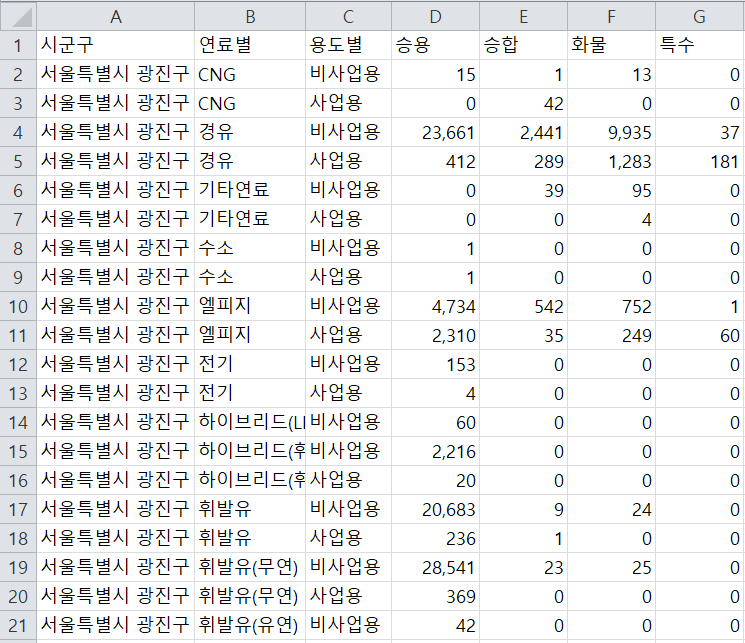 A B C D E F G
1 시군구 연료별 용도별 승용 승합 화물 특수
2 서울특별시 광진구 CNG 비사업용 15 1 13 0
3 서울특별시 광진구 CNG 사업용 0 42 0 0
4 서울특별시 광진구 경유 비사업용 23,661 2,441 9,935 37
5 서울특별시 광진구 경유 사업용 412 289 1,283 181
6 서울특별시 광진구 기타연료 비사업용 0 39 95 0
7 서울특별시 광진구 기타연료 사업용 0 0 4 0
8 서울특별시 광진구 수소 비사업용 1 0 0 0
9 서울특별시 광진구 수소 사업용 1 0 0 0
10 서울특별시 광진구 엘피지 비사업용 4,734 542 752 1
11 서울특별시 광진구 엘피지 사업용 2,310 35 249 60
12 서울특별시 광진구 전기 비사업용 153 0 0 0
13 서울특별시 광진구 전기 사업용 4 0 0 0
14 서울특별시 광진구 하이브리드(L 비사업용 60 0 0 0
15 서울특별시 광진구 하이브리드(휘 비사업용 2,216 0 0 0
16 서울특별시 광진구 하이브리드(휘 사업용 20 0 0 0
17 서울특별시 광진구 휘발유 비사업용 20,683 9 24 0
18 서울특별시 광진구 휘발유 사업용 236 1 0 0
19 서울특별시 광진구 휘발유(무연) 비사업용 28,541 23 25 0
20 서울특별시 광진구 휘발유(무연) 사업용 369 0 0 0
21 서울특별시 광진구 휘발유(유연) 비사업용 42 0 0 0